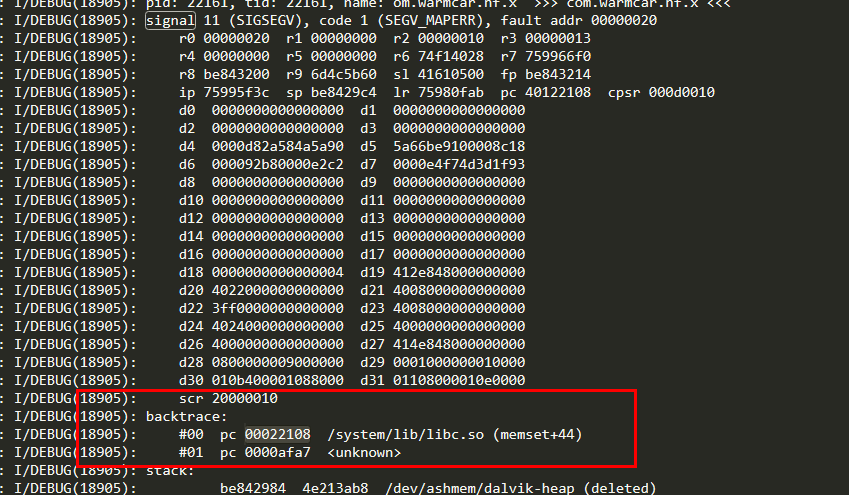 : I/DEBUG(18905): pid: 22161, tid: 22161, name: om.warmcar.hf.x >>> com.warmcar.hf.x <<<
: I/DEBUG(18905): signal 11 (SIGSEGV), code 1 (SEGV_MAPERR), fault addr 00000020
: I/DEBUG(18905):     r0 00000020  r1 00000000  r2 00000010  r3 00000013
: I/DEBUG(18905):     r4 00000000  r5 00000000  r6 74f14028  r7 759966f0
: I/DEBUG(18905):     r8 be843200  r9 6d4c5b60  sl 41610500  fp be843214
: I/DEBUG(18905):     ip 75995f3c  sp be8429c4  lr 75980fab  pc 40122108  cpsr 000d0010
: I/DEBUG(18905):     d0  0000000000000000  d1  0000000000000000
: I/DEBUG(18905):     d2  0000000000000000  d3  0000000000000000
: I/DEBUG(18905):     d4  0000d82a584a5a90  d5  5a66be9100008c18
: I/DEBUG(18905):     d6  000092b80000e2c2  d7  0000e4f74d3d1f93
: I/DEBUG(18905):     d8  0000000000000000  d9  0000000000000000
: I/DEBUG(18905):     d10 0000000000000000  d11 0000000000000000
: I/DEBUG(18905):     d12 0000000000000000  d13 0000000000000000
: I/DEBUG(18905):     d14 0000000000000000  d15 0000000000000000
: I/DEBUG(18905):     d16 0000000000000000  d17 0000000000000000
: I/DEBUG(18905):     d18 0000000000000004  d19 412e848000000000
: I/DEBUG(18905):     d20 4022000000000000  d21 4008000000000000
: I/DEBUG(18905):     d22 3ff0000000000000  d23 4008000000000000
: I/DEBUG(18905):     d24 4024000000000000  d25 4000000000000000
: I/DEBUG(18905):     d26 4000000000000000  d27 414e848000000000
: I/DEBUG(18905):     d28 0800000009000000  d29 0001000000010000
: I/DEBUG(18905):     d30 010b400001088000  d31 01108000010e0000
: I/DEBUG(18905):     scr 20000010
: I/DEBUG(18905): backtrace:
: I/DEBUG(18905):     #00  pc 00022108  /system/lib/libc.so (memset+44)
: I/DEBUG(18905):     #01  pc 0000afa7  <unknown>
: I/DEBUG(18905): stack:
: I/DEBUG(18905):          be842984  4e213ab8  /dev/ashmem/dalvik-heap (deleted)